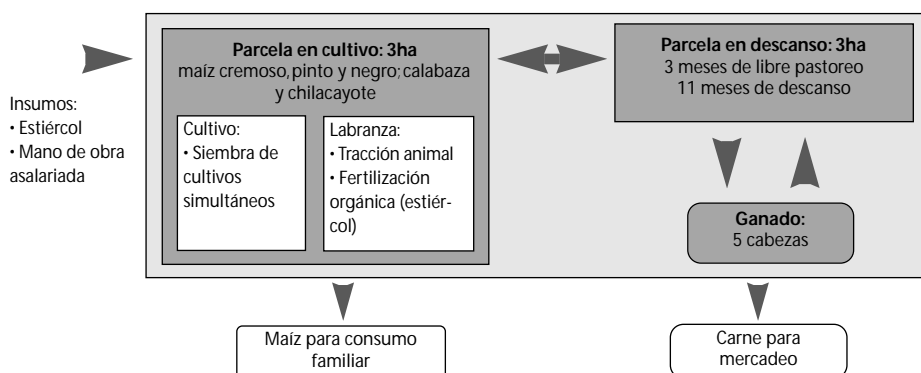 Insumos:
• Estiércol
• Mano de obra
asalariada
Parcela en cultivo: 3ha
maíz cremoso, pinto y negro; calabaza
y chilacayote
Cultivo:
• Siembra de
cultivos
simultáneos
Labranza:
• Tracción animal
• Fertilización
orgánica (estiér-
col)
Parcela en descanso: 3ha
3 meses de libre pastoreo
11 meses de descanso
Ganado:
5 cabezas
Maíz para consumo
familiar
Carne para
mercadeo